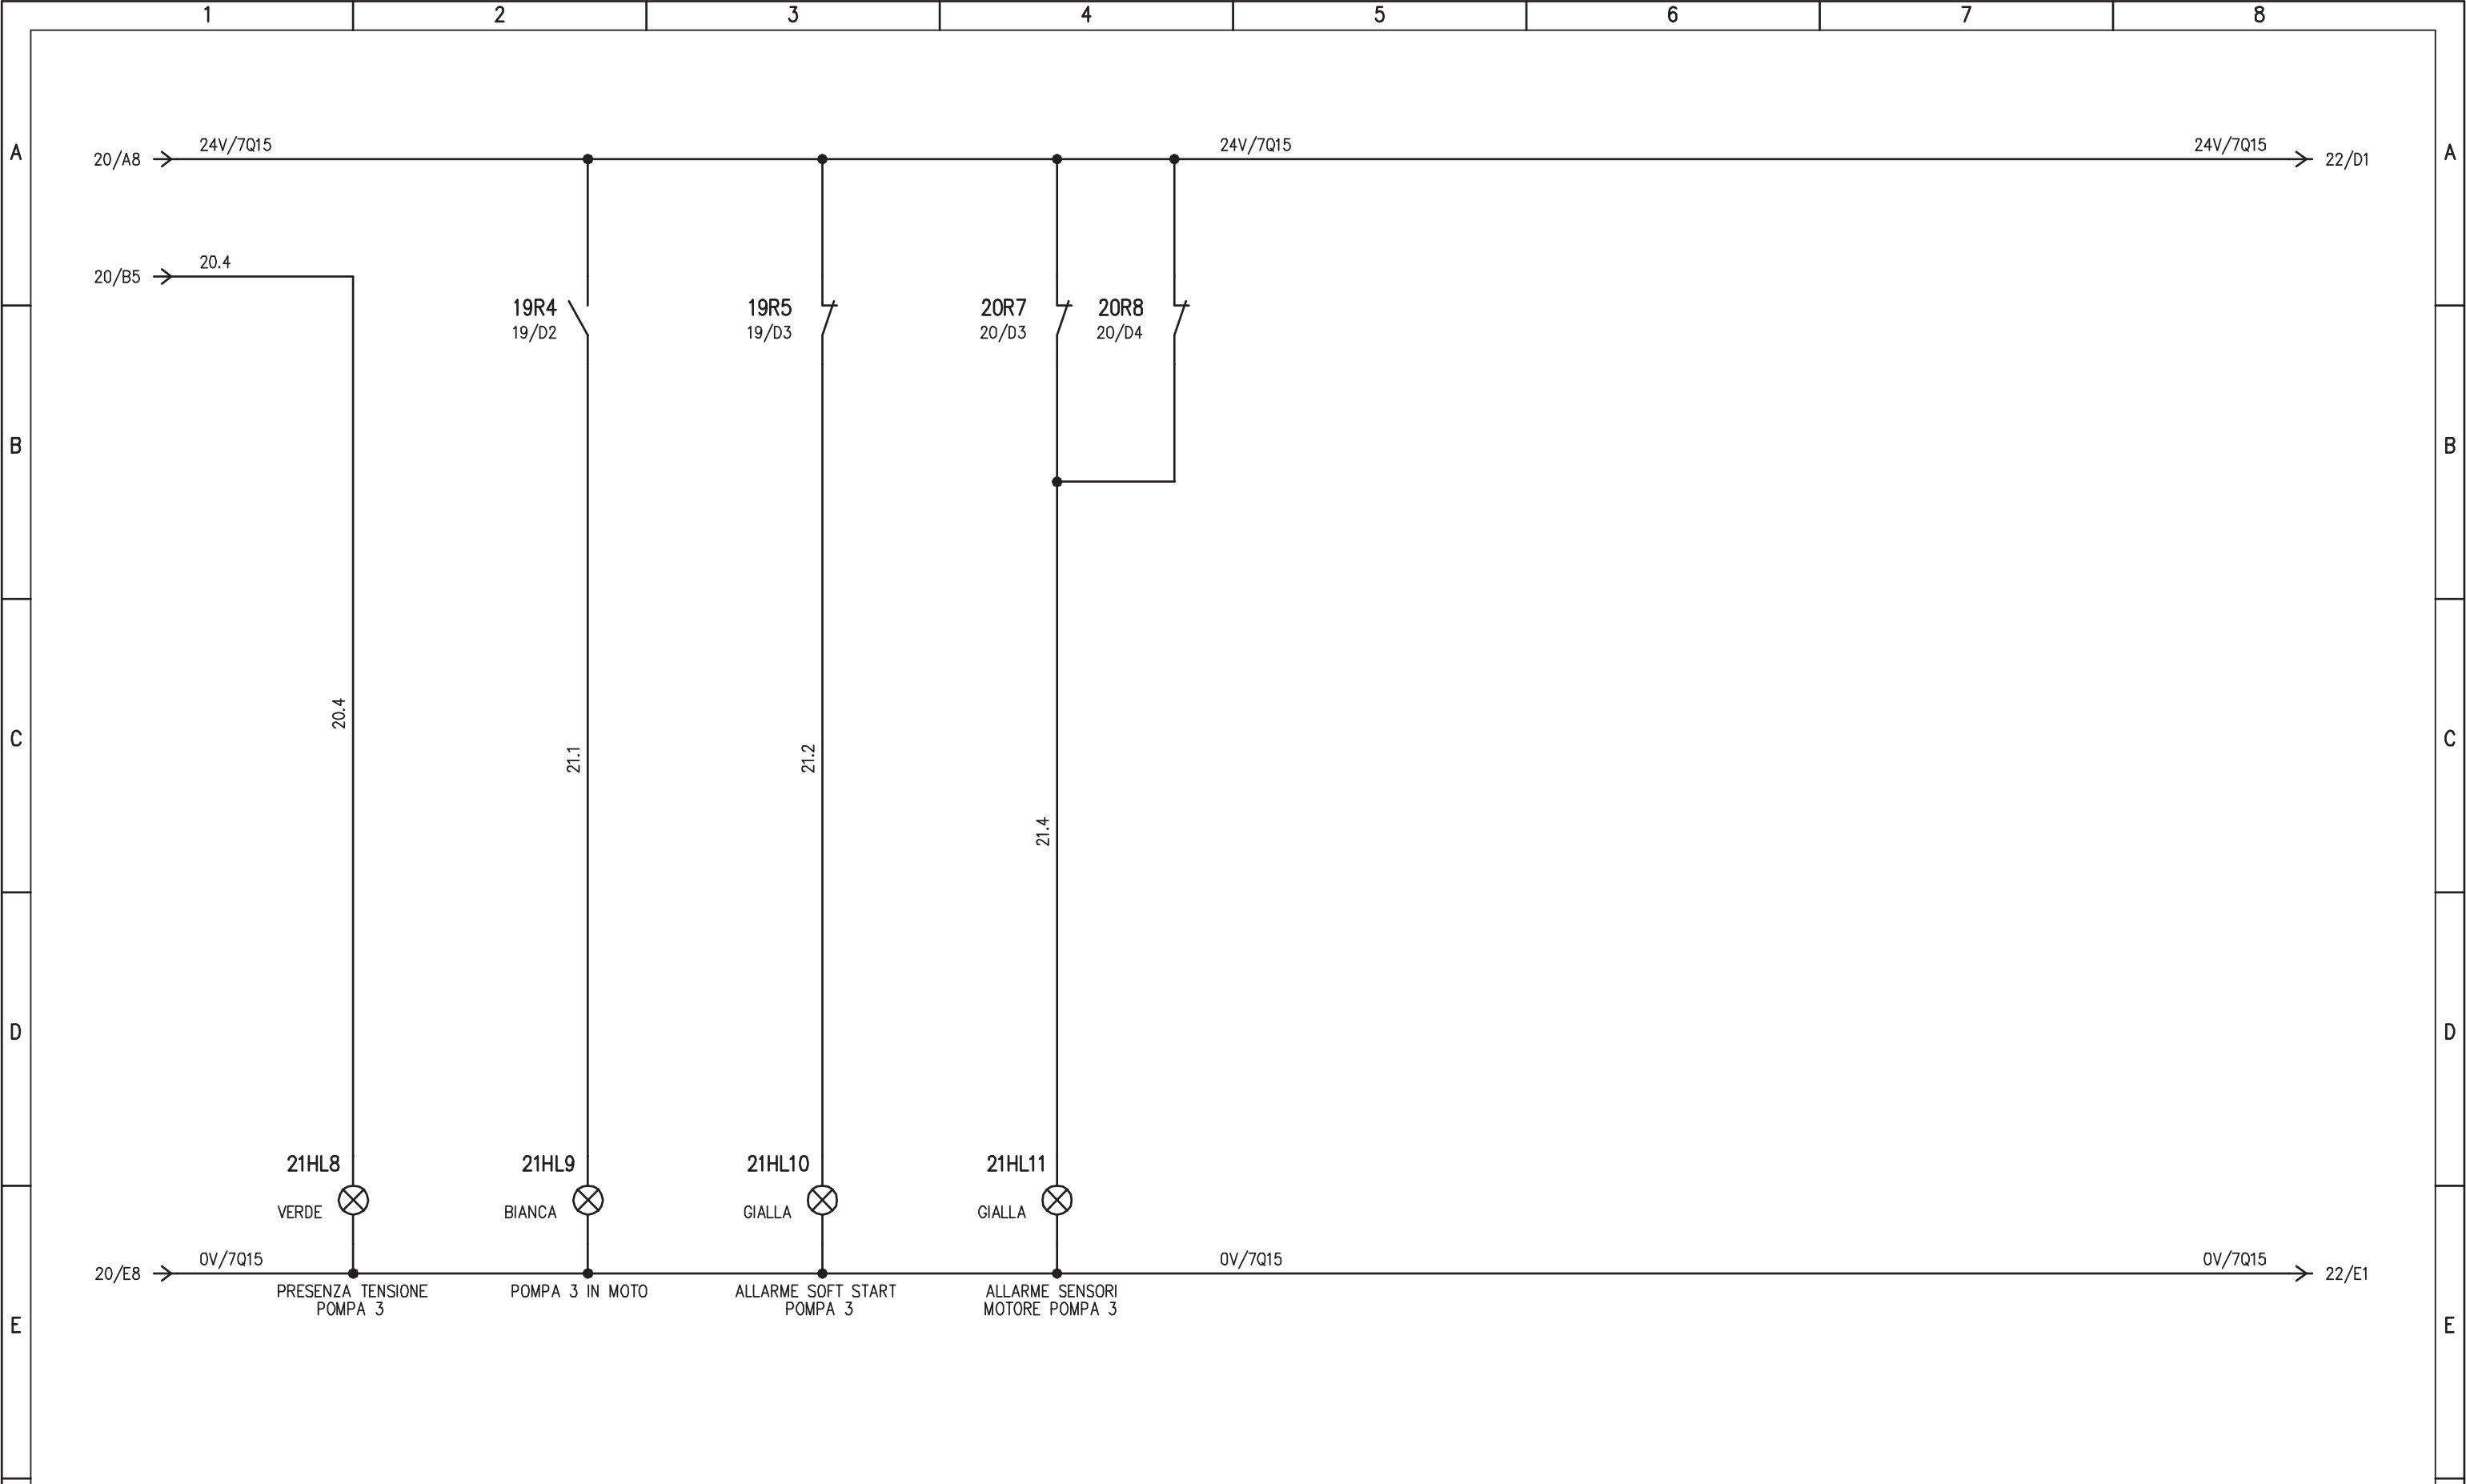 1 2 3 4 5 6 7 8
A 20/A8 24V/7Q15 24V/7Q15 24V/7Q15 22/D1 A
20/B5 20.4
19R4 19R5 20R7 20R8
19/D2 19/D3 20/D3 20/D4
B B
20.4 21.1 21.2 21.4
C C
D D
21HL8 21HL9 21HL10 21HL11
VERDE BIANCA GIALLA GIALLA
20/E8 0V/7Q15 0V/7Q15 0V/7Q15 22/E1
PRESENZA TENSIONE POMPA 3 IN MOTO ALLARME SOFT START ALLARME SENSORI
POMPA 3 POMPA 3 MOTORE POMPA 3
E E